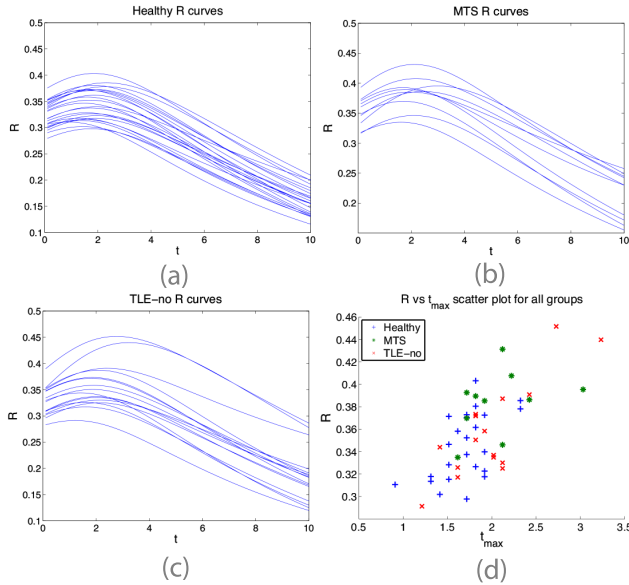 Healthy R curves
0.5
0.45
0.4
0.35
0.3
0.25
0.2
0.15
0.1
R
0 2 4 6 8 10
t
(a)
MTS R curves
0.5
0.45
0.4
0.35
0.3
0.25
0.2
R
0 2 4 6 8 10
t
(b)
TLE-no R curves
0.5
0.45
0.4
0.35
0.3
0.25
0.2
0.15
0.1
R
0 2 4 6 8 10
t
(c)
R vs t_max scatter plot for all groups
Healthy
MTS
TLE-no
0.46
0.44
0.42
0.4
0.38
0.36
0.34
0.32
0.3
R
0.5 1 1.5 2 2.5 3 3.5
t_max
(d)